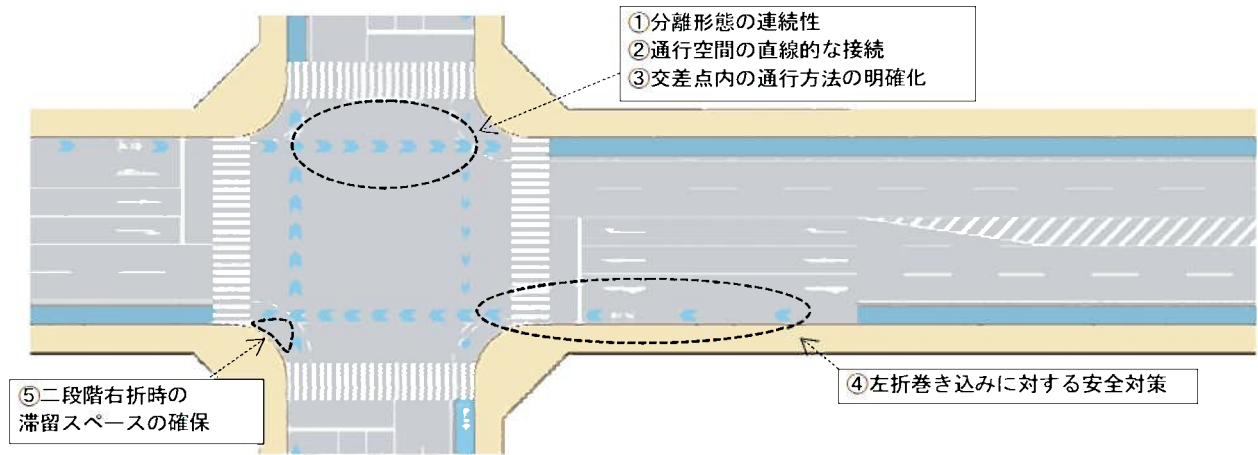 ①分離形態の連続性
②通行空間の直線的な接続
③交差点内の通行方法の明確化
④左折巻き込みに対する安全対策
⑤二段階右折時の
滞留スペースの確保